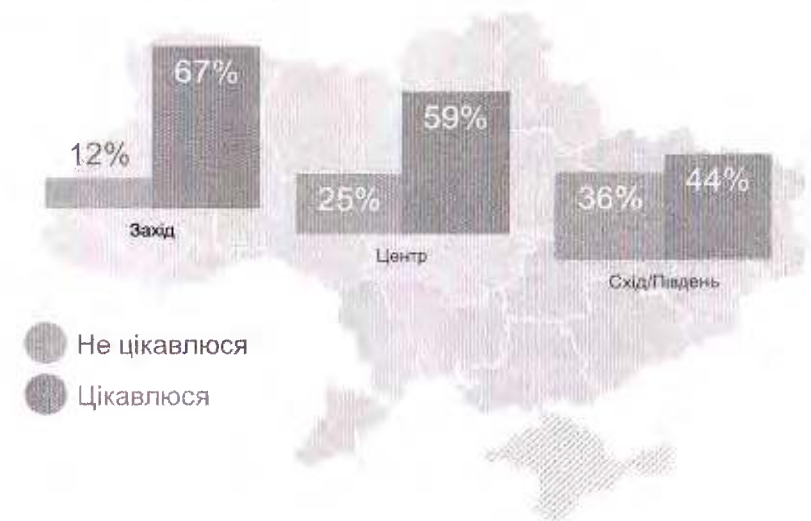 67%
12%
Захід
59%
25%
Центр
44%
36%
Схід/Південь
Не цікавлюся
Цікавлюся